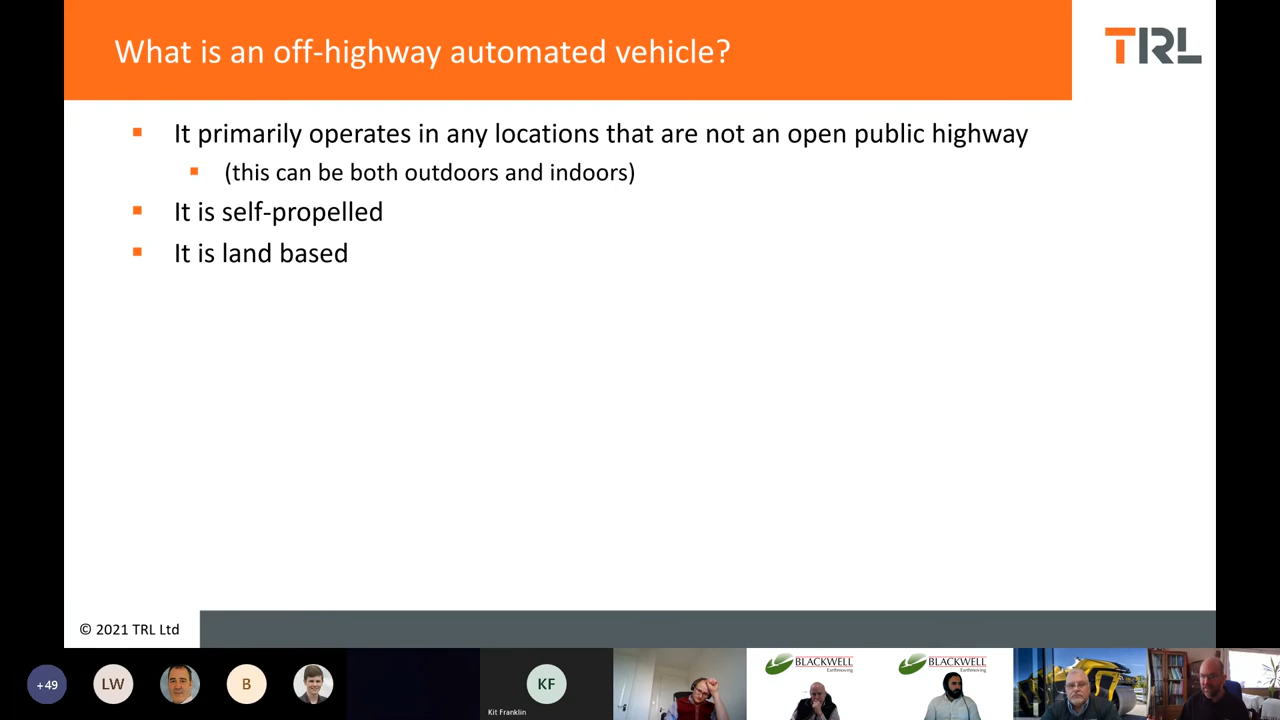 What is an off-highway automated vehicle?
TRL
▪ It primarily operates in any locations that are not an open public highway
▪ (this can be both outdoors and indoors)
▪ It is self-propelled
▪ It is land based
© 2021 TRL Ltd
+49
LW
B
KF
Kit Franklin
BLACKWELL
Earthmoving
BLACKWELL
Earthmoving